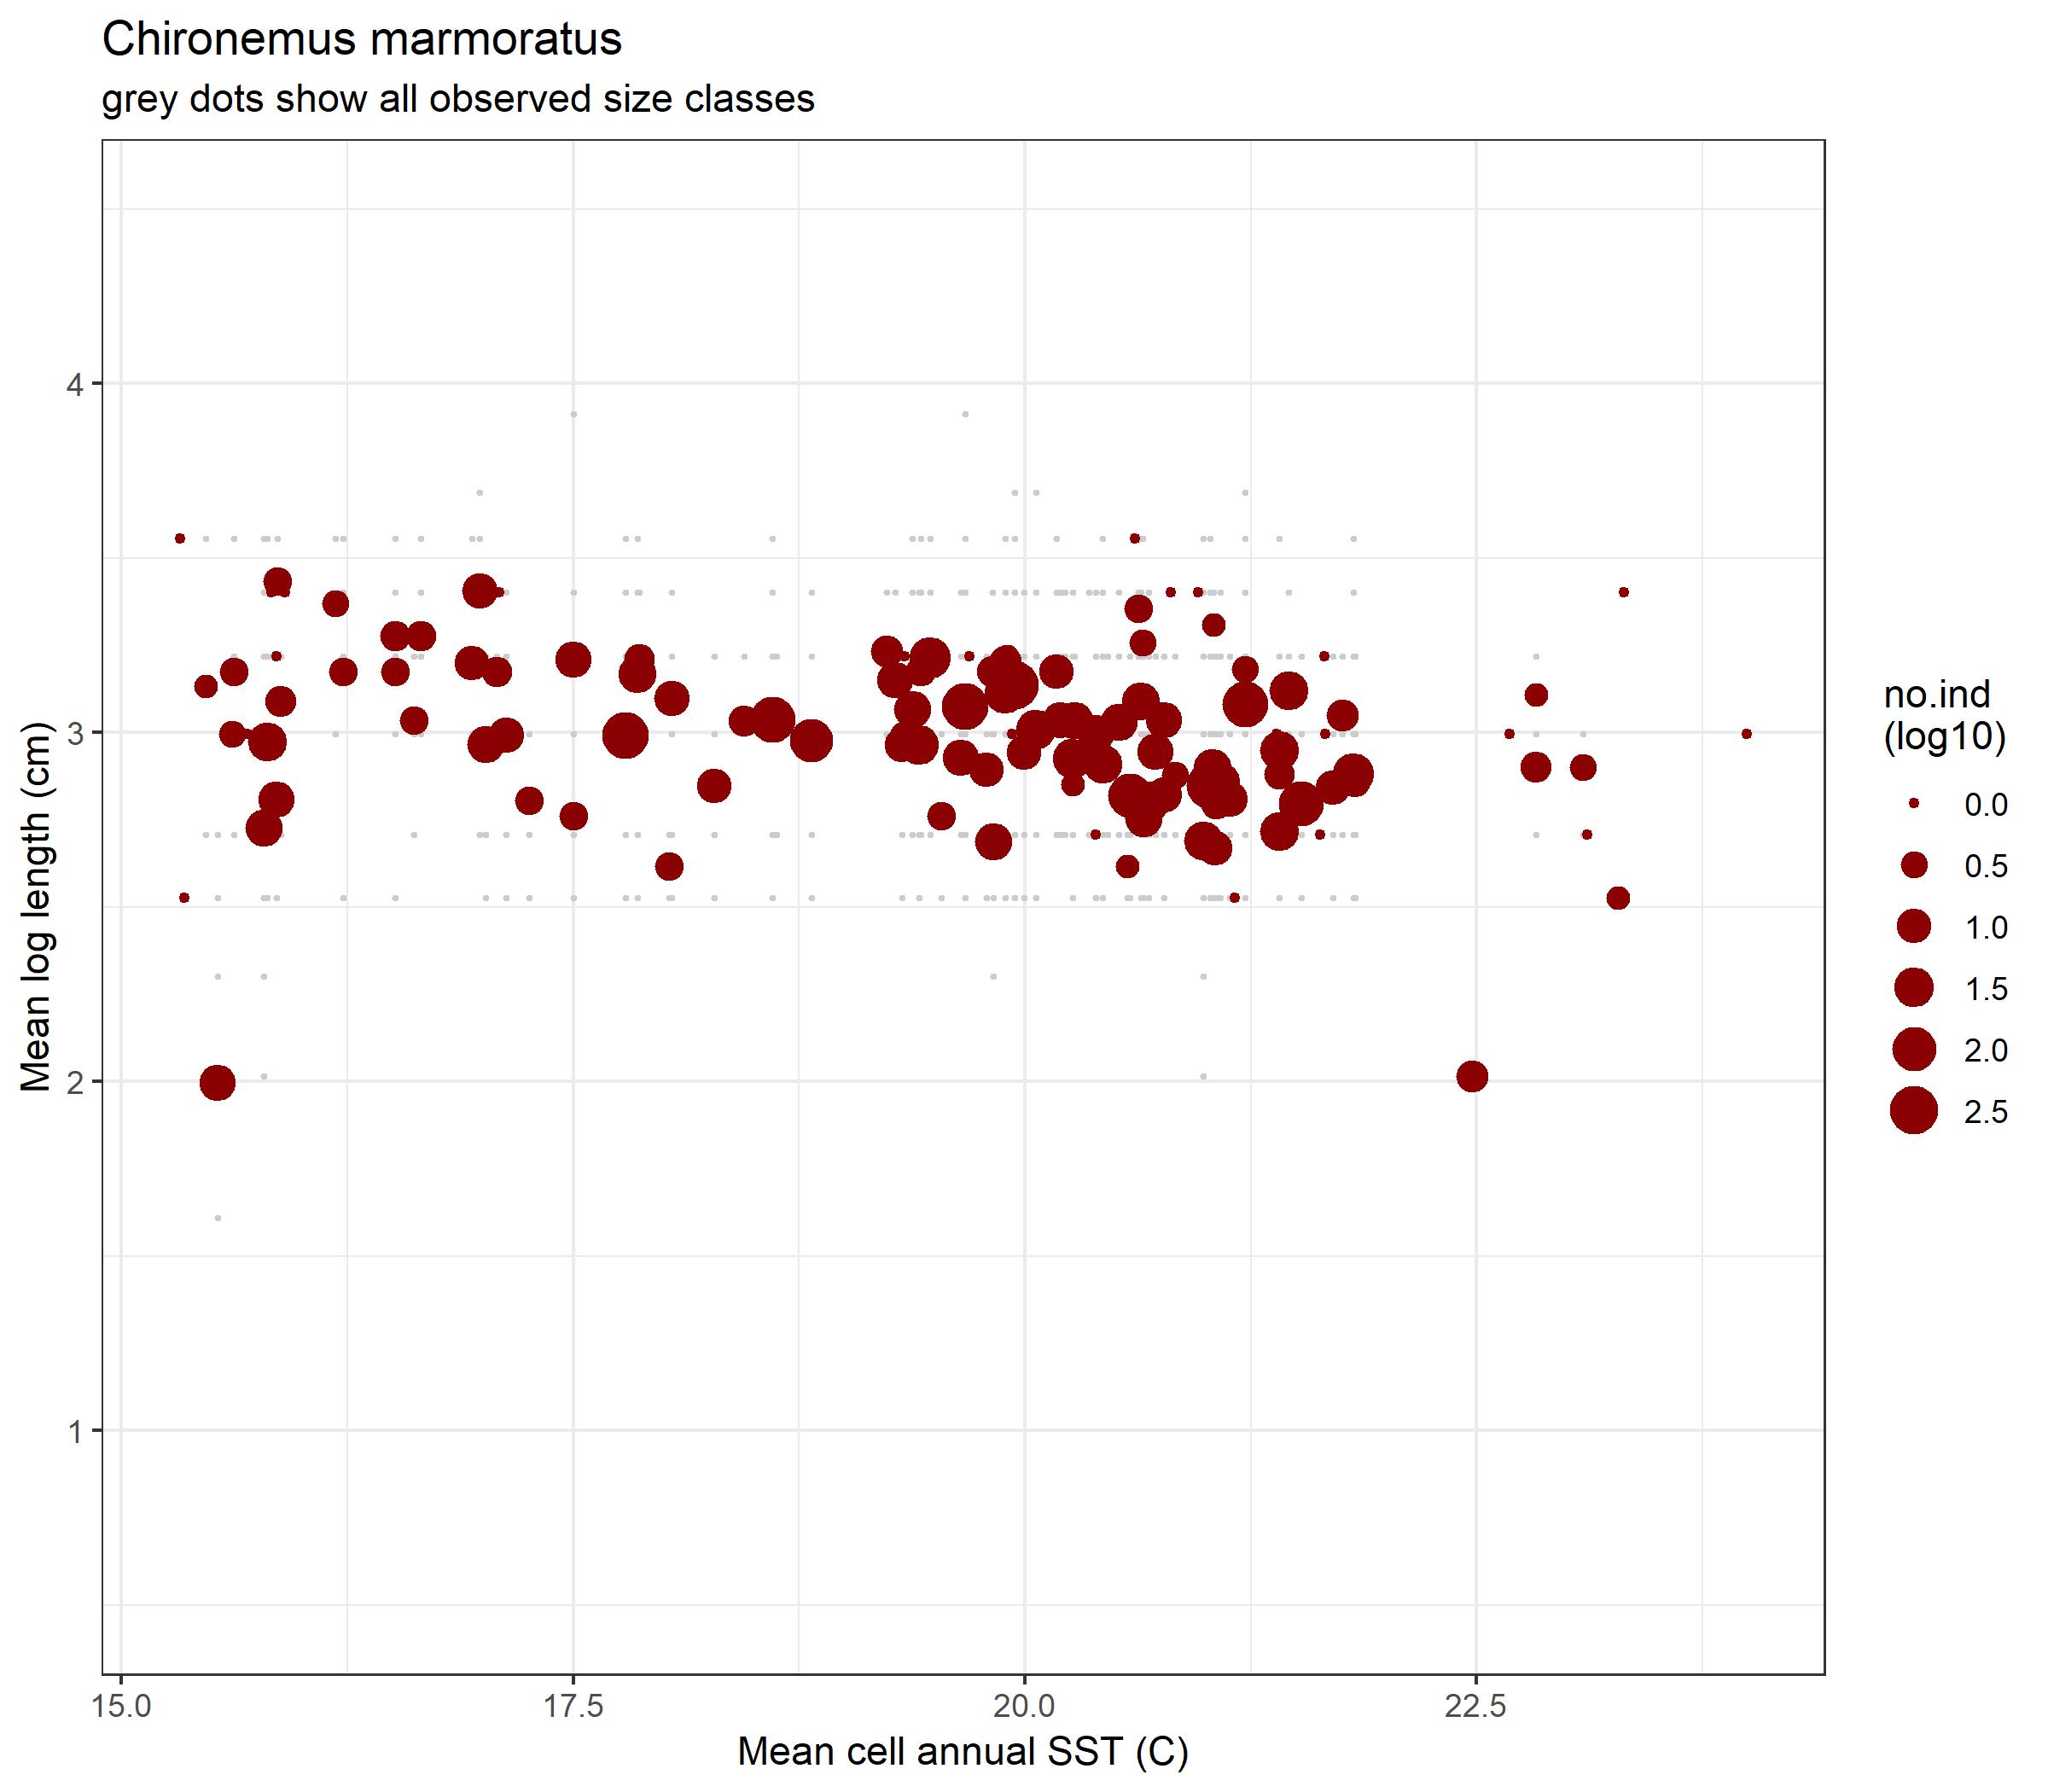 Chironemus marmoratus
grey dots show all observed size classes
Mean log length (cm)
4
3
2
1
15.0
17.5
20.0
22.5
Mean cell annual SST (C)
no.ind
(log10)
0.0
0.5
1.0
1.5
2.0
2.5